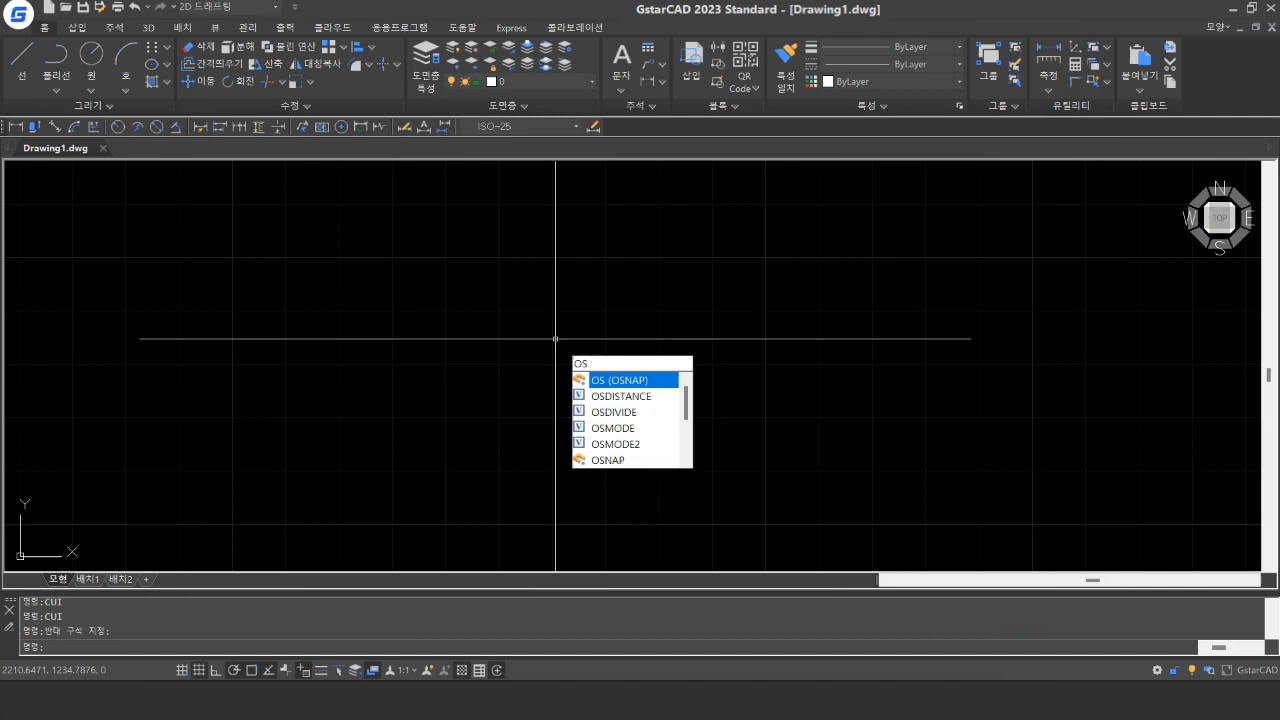 2D 드래프팅
GstarCAD 2023 Standard - [Drawing1.dwg]
홈 삽입 주석 3D 배치 뷰 관리 출력 클라우드 응용프로그램 도움말 Express 콜라보레이션 모양
선 폴리선 원 호
삭제 분해 올린 연산
간격띄우기 신축 대칭복사
이동 회전
도면층
특성
0
문자
삽입
QR
Code
특성
일치
ByLayer
ByLayer
ByLayer
그룹
측정
붙여넣기
그리기 수정 도면층 주석 블록 특성 그룹 유틸리티 클립보드
ISO-25
Drawing1.dwg
N
W TOP E
S
OS
OS (OSNAP)
OSDISTANCE
OSDIVIDE
OSMODE
OSMODE2
OSNAP
Y
X
모형 배치1 배치2 +
명령:CUI
명령:CUI
명령:반대 구석 지정:
명령:
2210.6471, 1234.7876, 0
1:1
GstarCAD